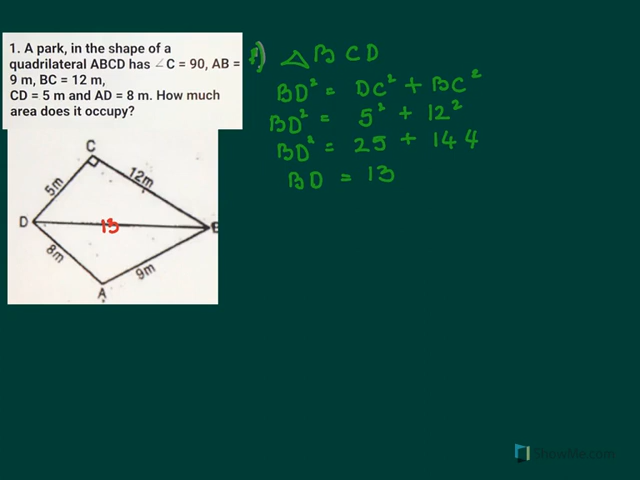 1. A park, in the shape of a
quadrilateral ABCD has ∠C = 90, AB =
9 m, BC = 12 m,
CD = 5 m and AD = 8 m. How much
area does it occupy?
△ B C D
BD² = DC² + BC²
BD² = 5² + 12²
BD² = 25 + 144
BD = 13
C
5m
12m
D
13
B
8m
9m
A
ShowMe.com